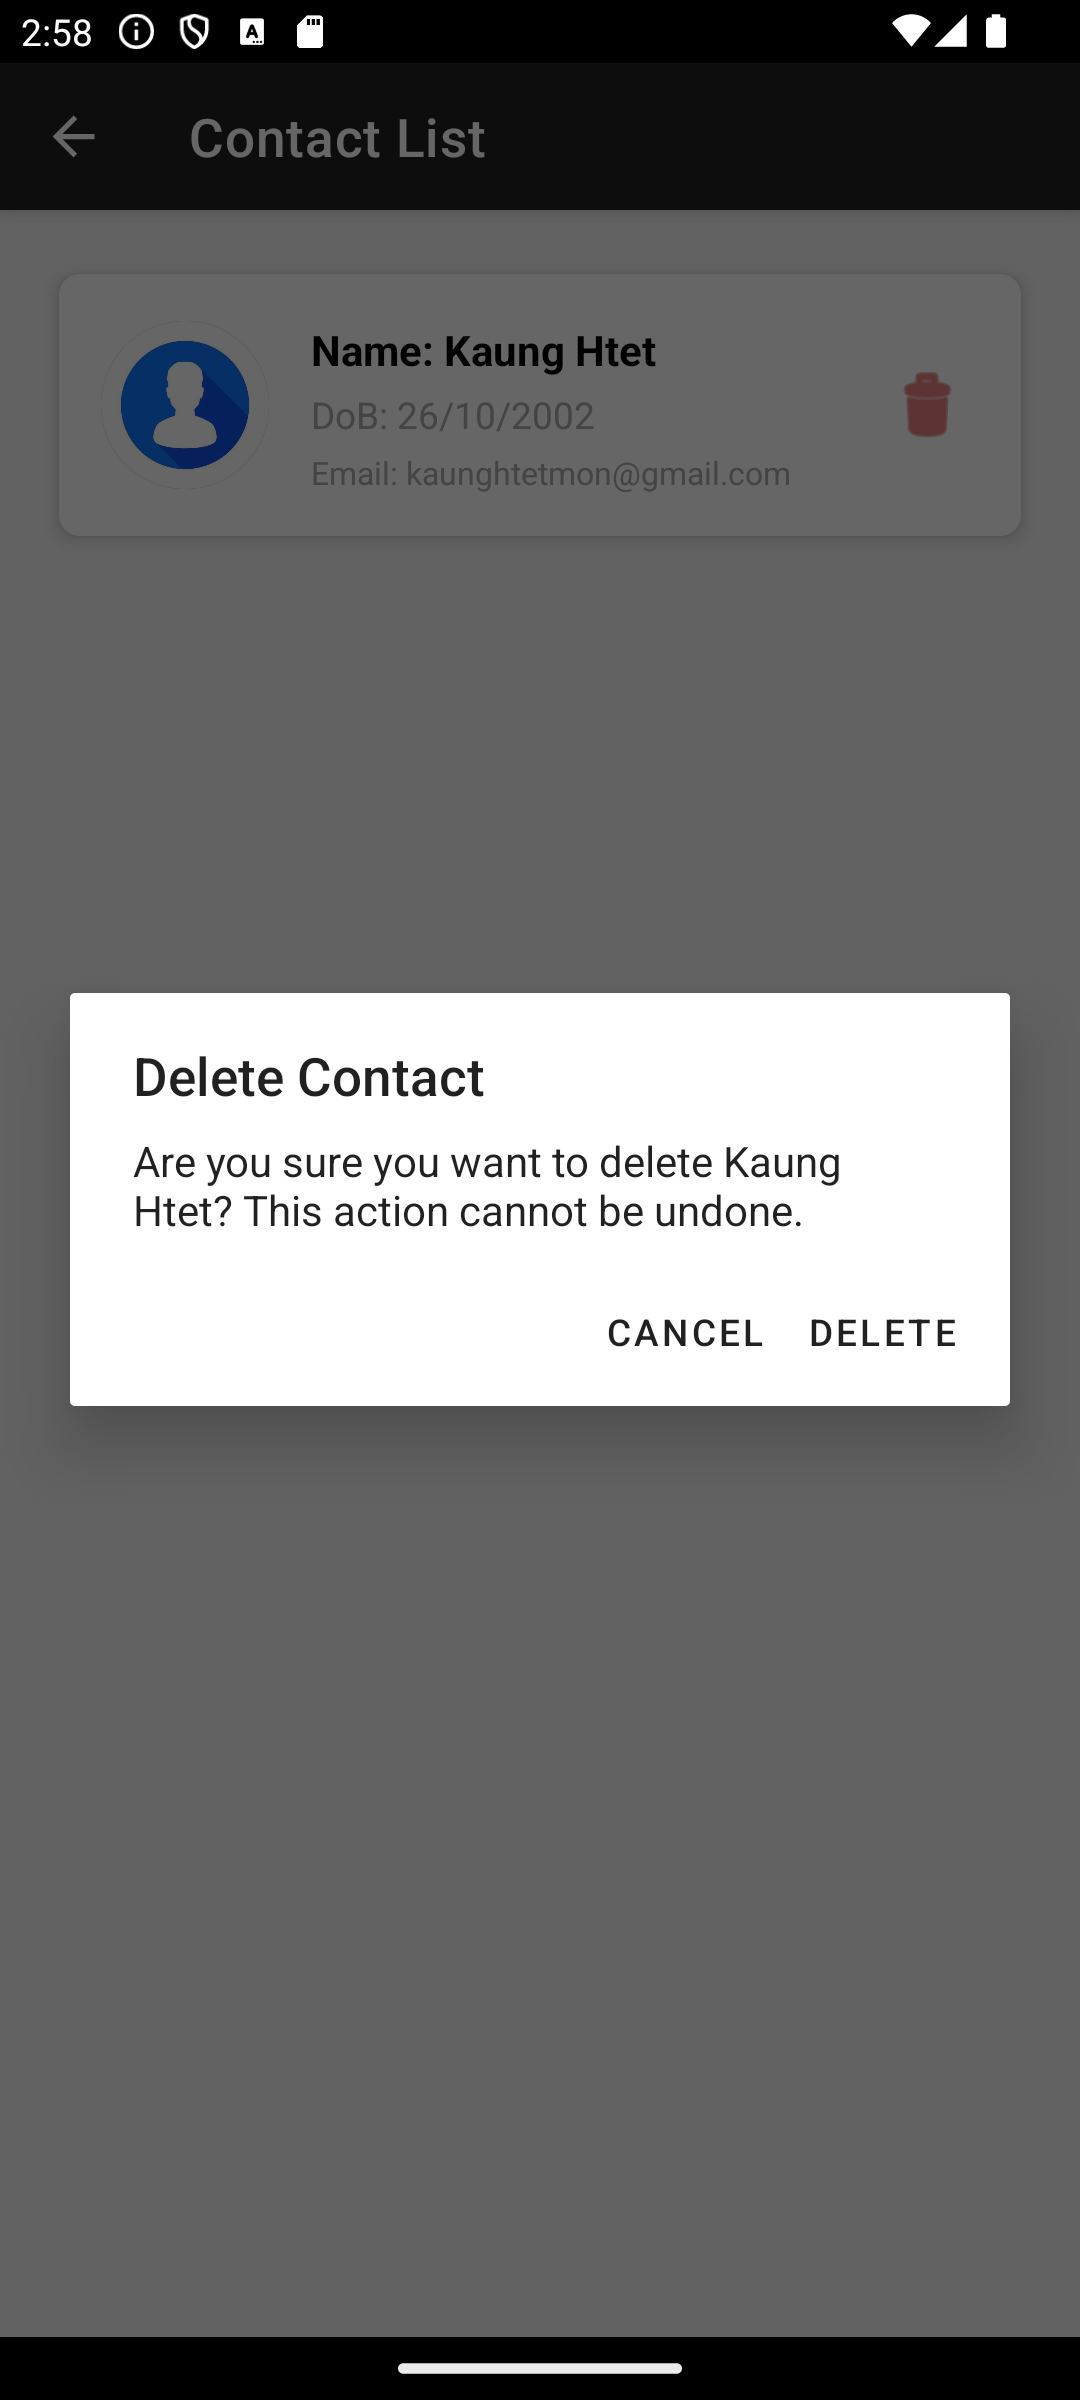 2:58
Contact List
Name: Kaung Htet
DoB: 26/10/2002
Email: kaunghtetmon@gmail.com
Delete Contact
Are you sure you want to delete Kaung
Htet? This action cannot be undone.
CANCEL DELETE